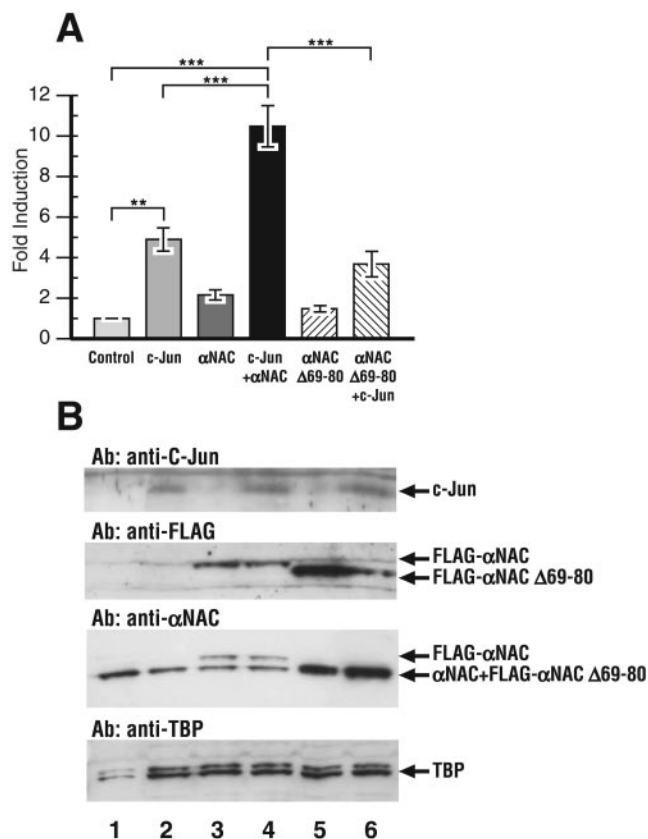 A
***
***
***
**
12
10
8
6
4
2
0
Fold Induction
Control c-Jun αNAC c-Jun αNAC αNAC
+αNAC Δ69-80 Δ69-80
+c-Jun
B
Ab: anti-C-Jun
c-Jun
Ab: anti-FLAG
FLAG-αNAC
FLAG-αNAC Δ69-80
Ab: anti-αNAC
FLAG-αNAC
αNAC+FLAG-αNAC Δ69-80
Ab: anti-TBP
TBP
1 2 3 4 5 6